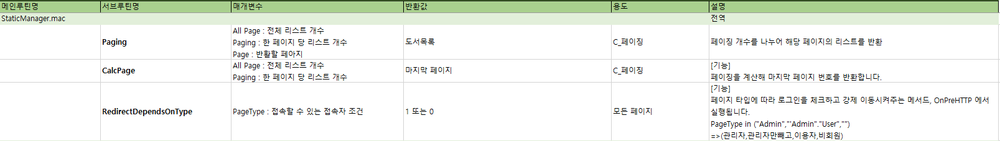 메인루틴명 서브루틴명 매개변수 반환값 용도 설명
StaticManager.mac 전역
All Page : 전체 리스트 개수
Paging Paging : 한 페이지 당 리스트 개수 도서목록 C_페이징 페이징 개수를 나누어 해당 페이지의 리스트를 반환
Page : 반환할 페아지
All Page : 전체 리스트 개수 [기능]
CalcPage 마지막 페이지 C_페이징
Paging : 한 페이지 당 리스트 개수 페이징을 계산해 마지막 페이지 번호를 반환합니다.
[기능]
페이지 타입에 따라 로그인을 체크하고 강제 이동시켜주는 메서드, OnPreHTTP 에서
RedirectDependsOnType PageType : 접속할 수 있는 접속자 조건 1 또는 0 모든 페이지 실행됩니다.
PageType in ("Admin","'Admin"."User","")
=>(관리자,관리자만빼고,이용자,비회원)